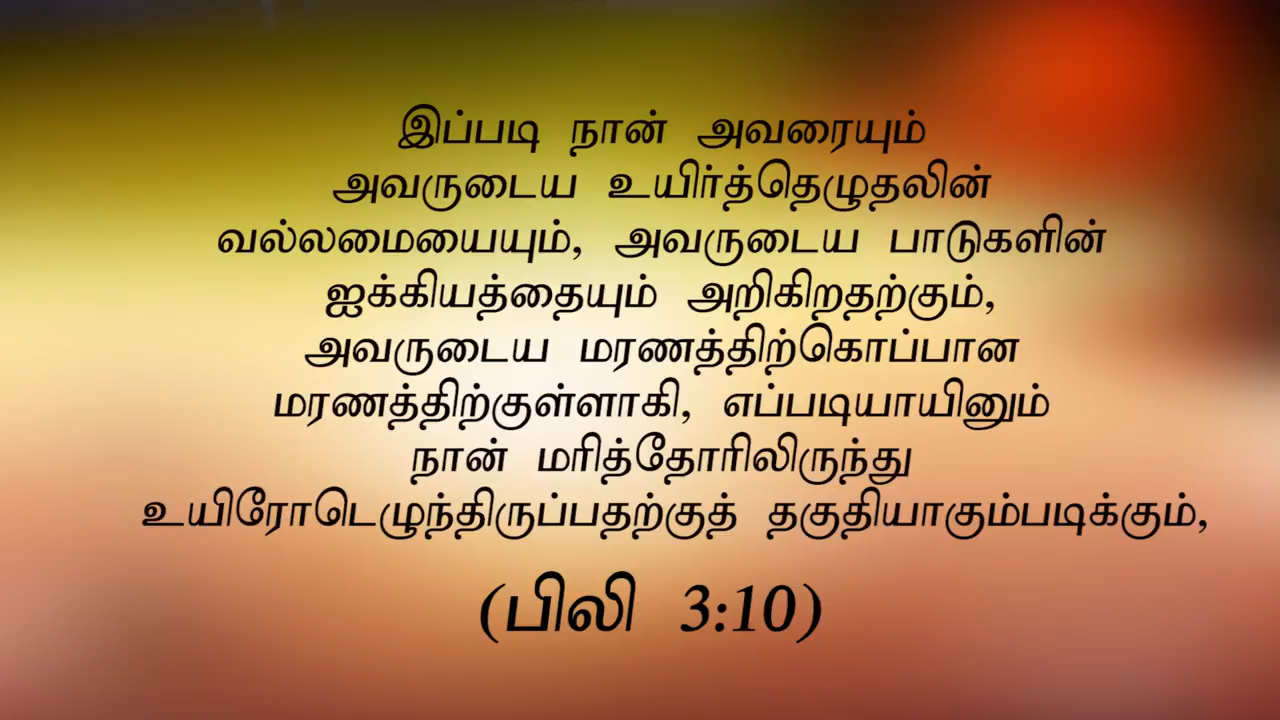 இப்படி நான் அவரையும்
அவருடைய உயிர்த்தெழுதலின்
வல்லமையையும், அவருடைய பாடுகளின்
ஐக்கியத்தையும் அறிகிறதற்கும்,
அவருடைய மரணத்திற்கொப்பான
மரணத்திற்குள்ளாகி, எப்படியாயினும்
நான் மரித்தோரிலிருந்து
உயிரோடெழுந்திருப்பதற்குத் தகுதியாகும்படிக்கும்,
(பிலி 3:10)